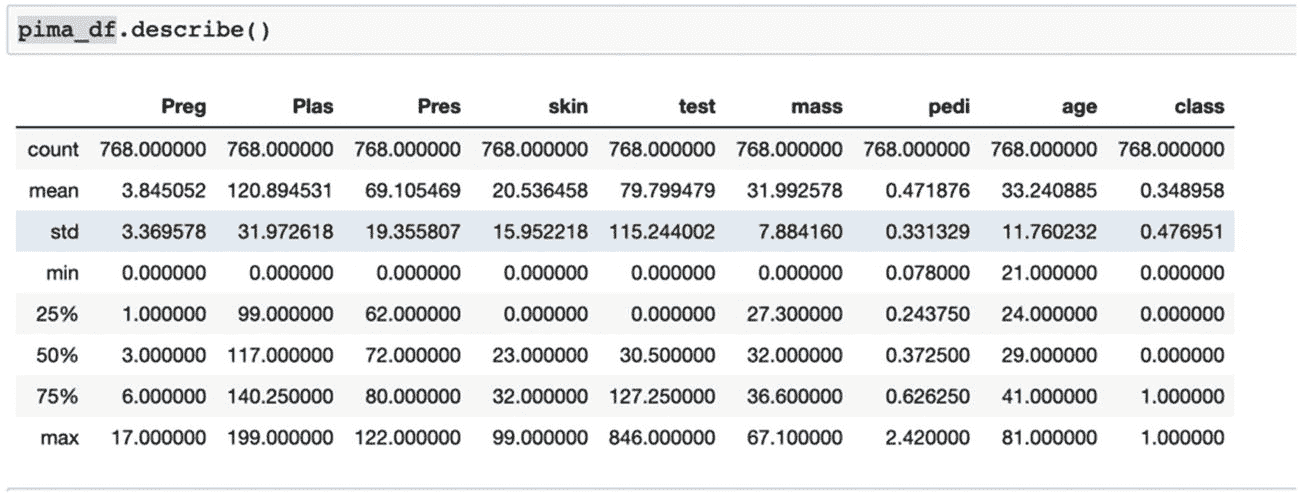 pima_df.describe()
Preg Plas Pres skin test mass pedi age class
count 768.000000 768.000000 768.000000 768.000000 768.000000 768.000000 768.000000 768.000000 768.000000
mean 3.845052 120.894531 69.105469 20.536458 79.799479 31.992578 0.471876 33.240885 0.348958
std 3.369578 31.972618 19.355807 15.952218 115.244002 7.884160 0.331329 11.760232 0.476951
min 0.000000 0.000000 0.000000 0.000000 0.000000 0.000000 0.078000 21.000000 0.000000
25% 1.000000 99.000000 62.000000 0.000000 0.000000 27.300000 0.243750 24.000000 0.000000
50% 3.000000 117.000000 72.000000 23.000000 30.500000 32.000000 0.372500 29.000000 0.000000
75% 6.000000 140.250000 80.000000 32.000000 127.250000 36.600000 0.626250 41.000000 1.000000
max 17.000000 199.000000 122.000000 99.000000 846.000000 67.100000 2.420000 81.000000 1.000000